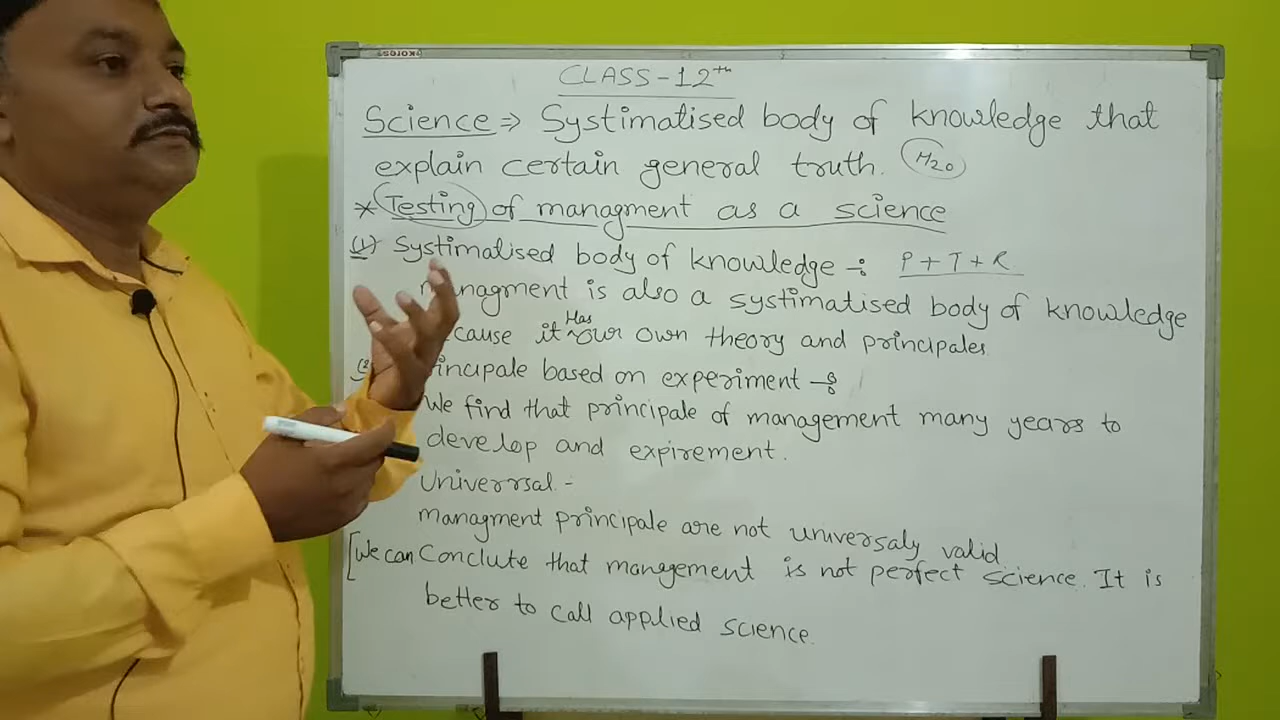 CLASS-12th
Science ⇒ Systimatised body of knowledge that
explain certain general truth. H2O
* Testing of managment as a science
(1) Systimatised body of knowledge -: P+T+R
managment is also a systimatised body of knowledge
cause it Has our own theory and principales
incipale based on experiment -:
We find that principale of management many years to
develop and expirement.
Universal.-
managment principale are not universaly valid
[We can Conclute that management is not perfect science. It is
better to call applied science.